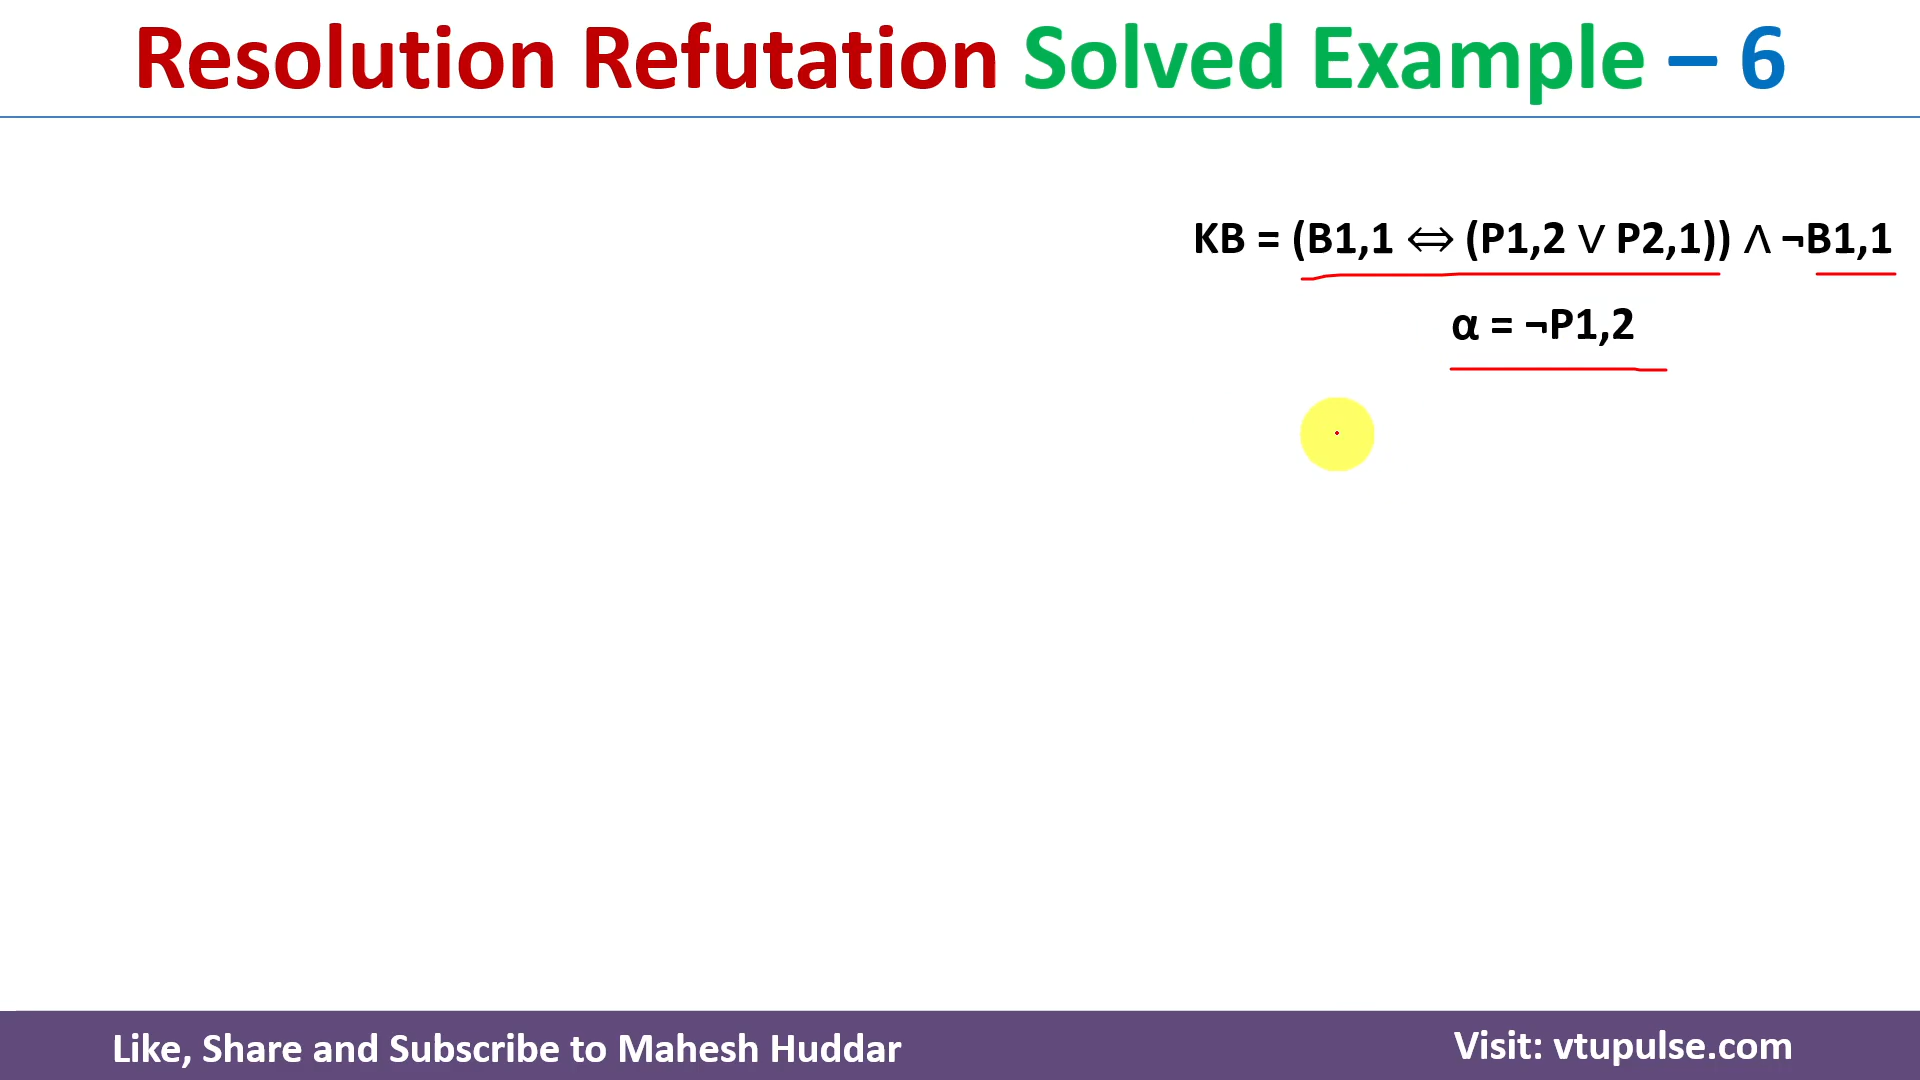 Resolution Refutation Solved Example – 6
KB = (B1,1 ⇔ (P1,2 ∨ P2,1)) ∧ ¬B1,1
α = ¬P1,2
Like, Share and Subscribe to Mahesh Huddar
Visit: vtupulse.com